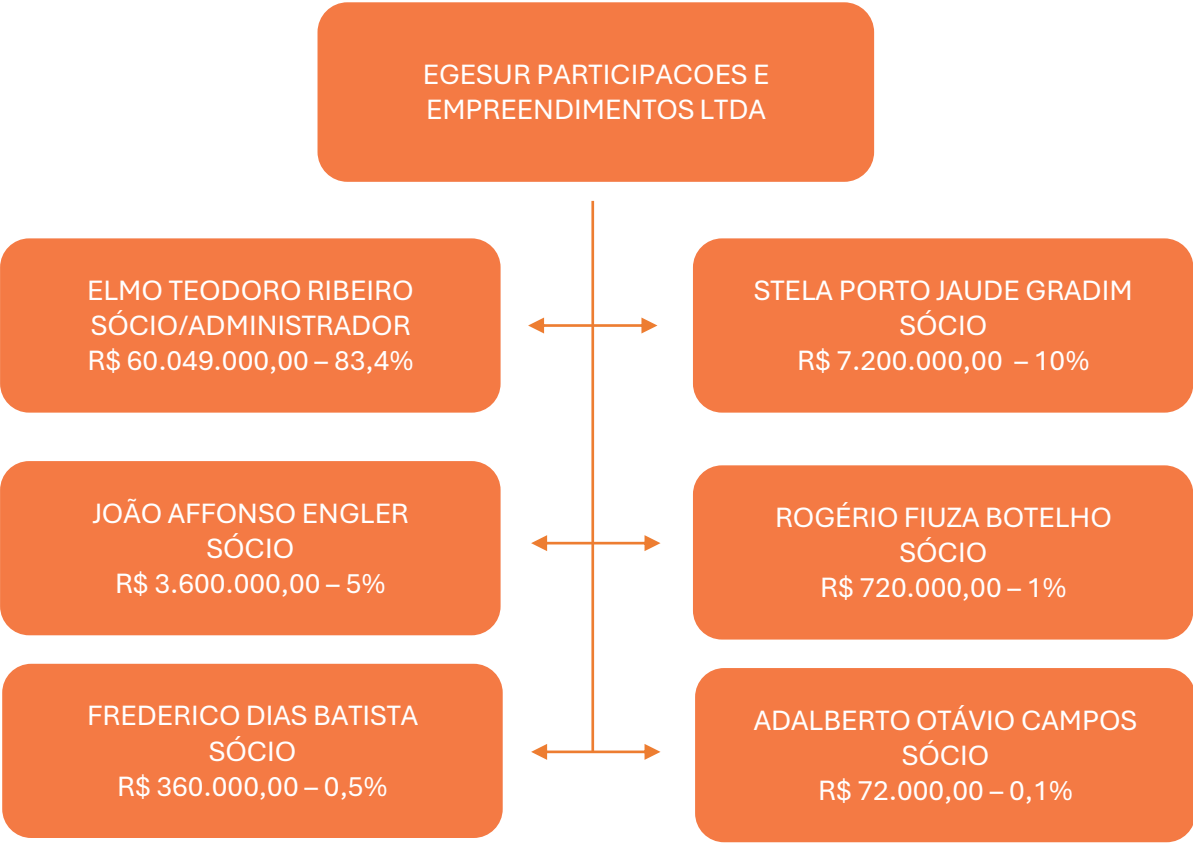 EGESUR PARTICIPACOES E
EMPREENDIMENTOS LTDA
ELMO TEODORO RIBEIRO
SÓCIO/ADMINISTRADOR
R$ 60.049.000,00 – 83,4%
STELA PORTO JAUDE GRADIM
SÓCIO
R$ 7.200.000,00 – 10%
JOÃO AFFONSO ENGLER
SÓCIO
R$ 3.600.000,00 – 5%
ROGÉRIO FIUZA BOTELHO
SÓCIO
R$ 720.000,00 – 1%
FREDERICO DIAS BATISTA
SÓCIO
R$ 360.000,00 – 0,5%
ADALBERTO OTÁVIO CAMPOS
SÓCIO
R$ 72.000,00 – 0,1%